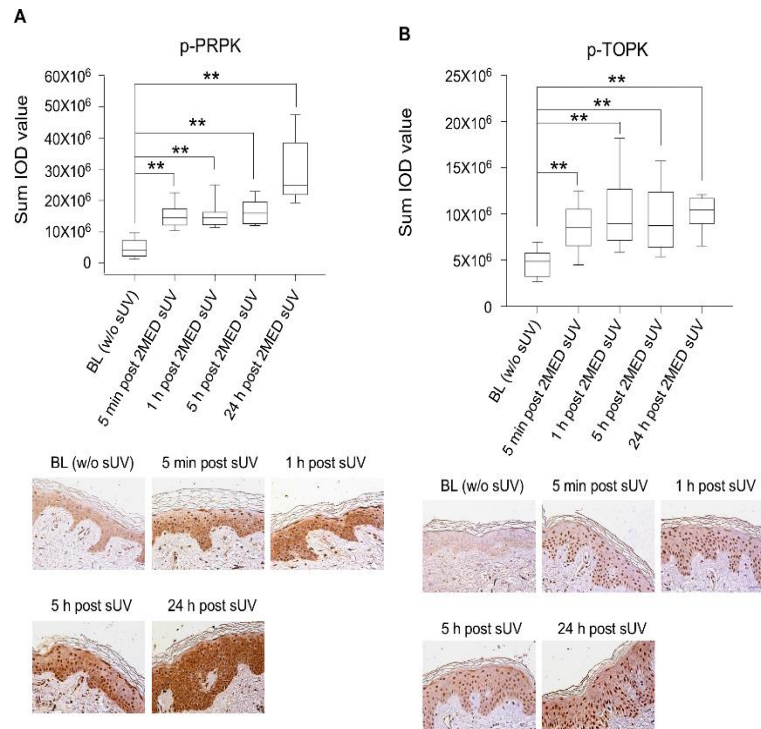 A
p-PRPK
Sum IOD value
60X10⁶
50X10⁶
40X10⁶
30X10⁶
20X10⁶
10X10⁶
0
**
**
**
**
BL (w/o sUV)
5 min post 2MED sUV
1 h post 2MED sUV
5 h post 2MED sUV
24 h post 2MED sUV
BL (w/o sUV) 5 min post sUV 1 h post sUV
5 h post sUV 24 h post sUV
B
p-TOPK
Sum IOD value
25X10⁶
20X10⁶
15X10⁶
10X10⁶
5X10⁶
0
**
**
**
**
BL (w/o sUV)
5 min post 2MED sUV
1 h post 2MED sUV
5 h post 2MED sUV
24 h post 2MED sUV
BL (w/o sUV) 5 min post sUV 1 h post sUV
5 h post sUV 24 h post sUV